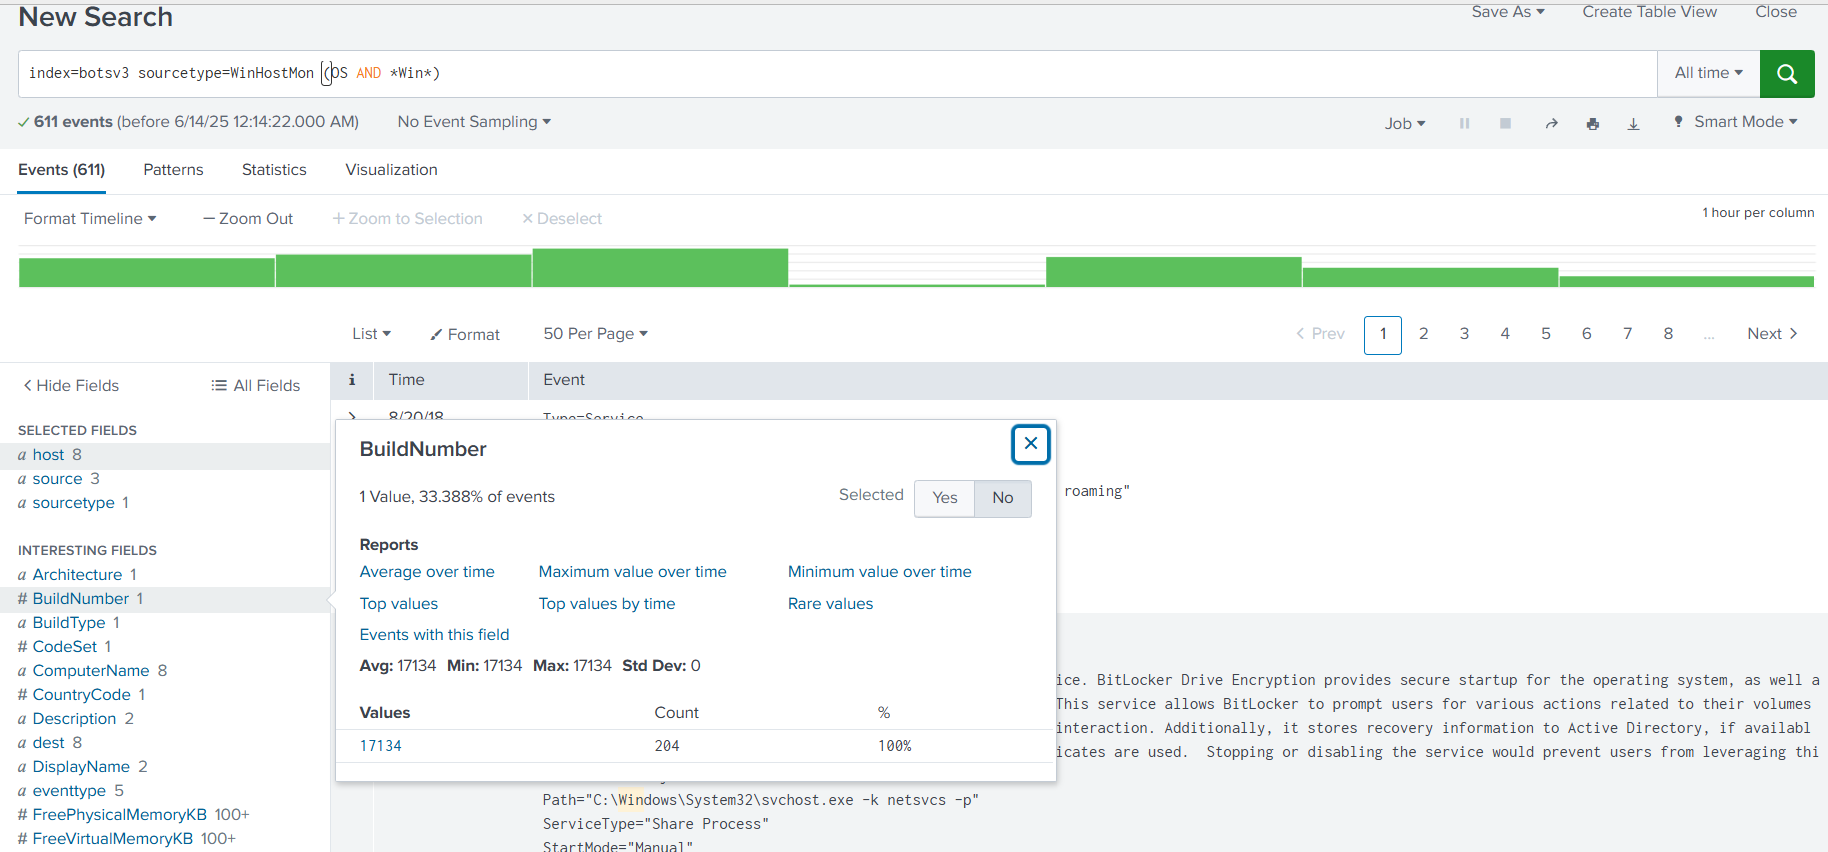 New Search
Save As Create Table View Close
index=botsv3 sourcetype=WinHostMon (OS AND *Win*)
All time
611 events (before 6/14/25 12:14:22.000 AM) No Event Sampling
Job Smart Mode
Events (611) Patterns Statistics Visualization
Format Timeline — Zoom Out + Zoom to Selection × Deselect
1 hour per column
List Format 50 Per Page
< Prev 1 2 3 4 5 6 7 8 ... Next >
< Hide Fields All Fields
i Time Event
8/20/18 Type=Service
SELECTED FIELDS
a host 8
a source 3
a sourcetype 1
INTERESTING FIELDS
a Architecture 1
# BuildNumber 1
a BuildType 1
# CodeSet 1
a ComputerName 8
# CountryCode 1
a Description 2
a dest 8
a DisplayName 2
a eventtype 5
# FreePhysicalMemoryKB 100+
# FreeVirtualMemoryKB 100+
BuildNumber
1 Value, 33.388% of events
Selected Yes No
Reports
Average over time Maximum value over time Minimum value over time
Top values Top values by time Rare values
Events with this field
Avg: 17134 Min: 17134 Max: 17134 Std Dev: 0
Values Count %
17134 204 100%
roaming"
ice. BitLocker Drive Encryption provides secure startup for the operating system, as well a
This service allows BitLocker to prompt users for various actions related to their volumes
interaction. Additionally, it stores recovery information to Active Directory, if availabl
icates are used. Stopping or disabling the service would prevent users from leveraging thi
Path="C:\Windows\System32\svchost.exe -k netsvcs -p"
ServiceType="Share Process"
StartMode="Manual"